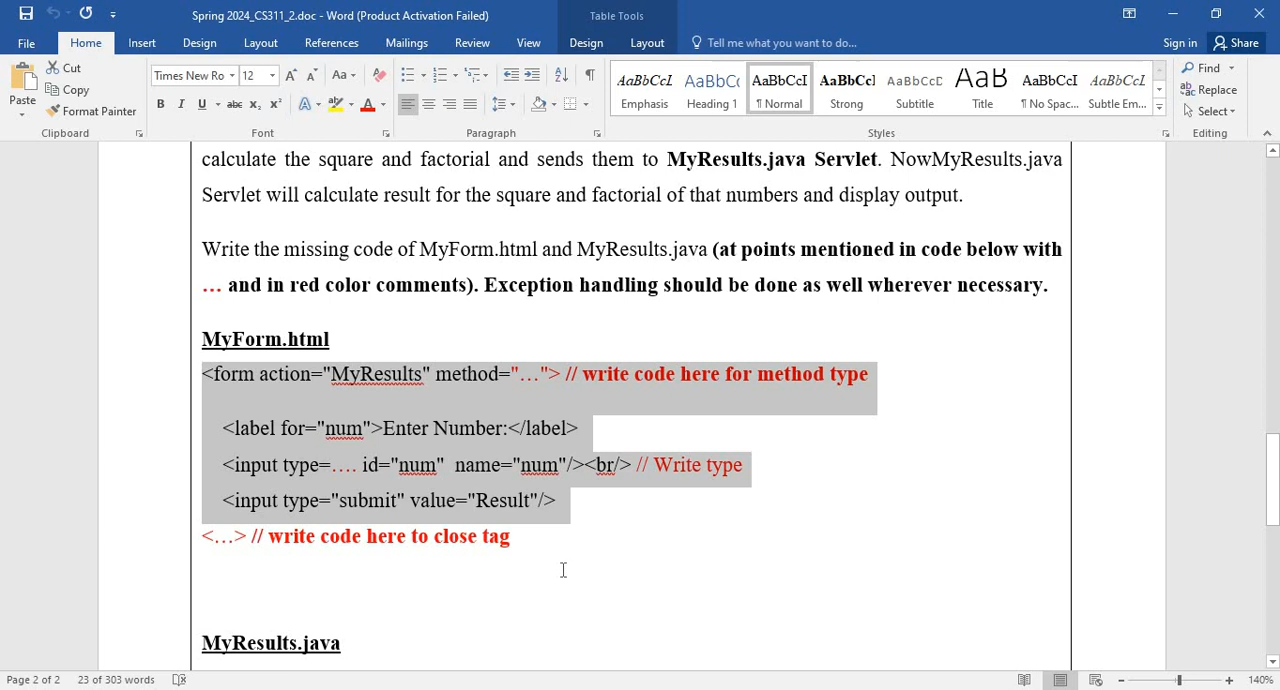 Spring 2024_CS311_2.doc - Word (Product Activation Failed)
Table Tools
File Home Insert Design Layout References Mailings Review View Design Layout Tell me what you want to do... Sign in Share
Paste
Cut
Copy
Format Painter
Times New Ro 12 Aa
B I U abc x₂ x² A A
AaBbCcI AaBbCc AaBbCcI AaBbCcI AaBbCcD AaB AaBbCcI AaBbCcI
Emphasis Heading 1 ¶ Normal Strong Subtitle Title ¶ No Spac... Subtle Em...
Find
Replace
Select
Clipboard Font Paragraph Styles Editing
calculate the square and factorial and sends them to MyResults.java Servlet. NowMyResults.java
Servlet will calculate result for the square and factorial of that numbers and display output.
Write the missing code of MyForm.html and MyResults.java (at points mentioned in code below with
… and in red color comments). Exception handling should be done as well wherever necessary.
MyForm.html
<form action="MyResults" method="…"> // write code here for method type
<label for="num">Enter Number:</label>
<input type=…. id="num"  name="num"/><br/> // Write type
<input type="submit" value="Result"/>
<…> // write code here to close tag
MyResults.java
Page 2 of 2 23 of 303 words 140%